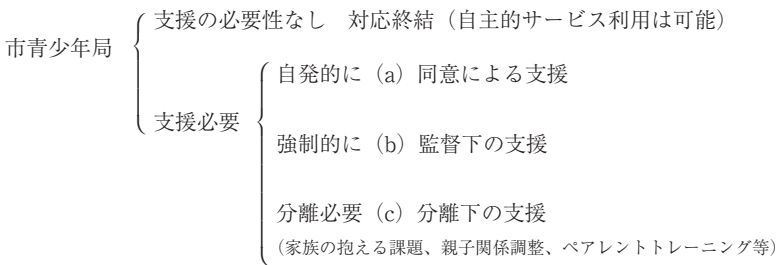 支援の必要性なし 対応終結（自主的サービス利用は可能）
市青少年局
自発的に（a）同意による支援
支援必要
強制的に（b）監督下の支援
分離必要（c）分離下の支援
（家族の抱える課題、親子関係調整、ペアレントトレーニング等）